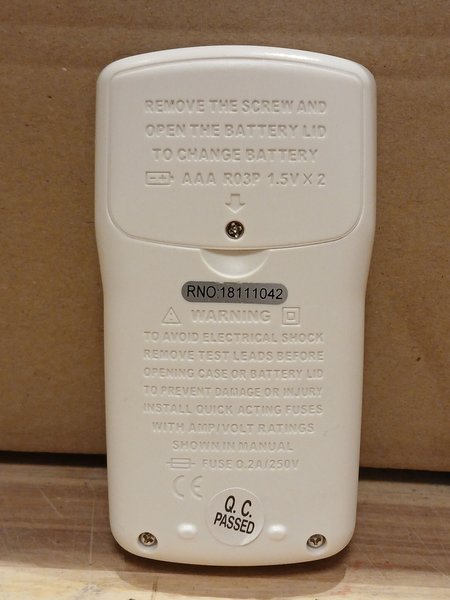 REMOVE THE SCREW AND
OPEN THE BATTERY LID
TO CHANGE BATTERY
AAA R03P 1.5V X 2
RNO:18111042
WARNING
TO AVOID ELECTRICAL SHOCK
REMOVE TEST LEADS BEFORE
OPENING CASE OR BATTERY LID
TO PREVENT DAMAGE OR INJURY
INSTALL QUICK ACTING FUSES
WITH AMP/VOLT RATINGS
SHOWN IN MANUAL
FUSE 0.2A/250V
CE
Q.C.
PASSED